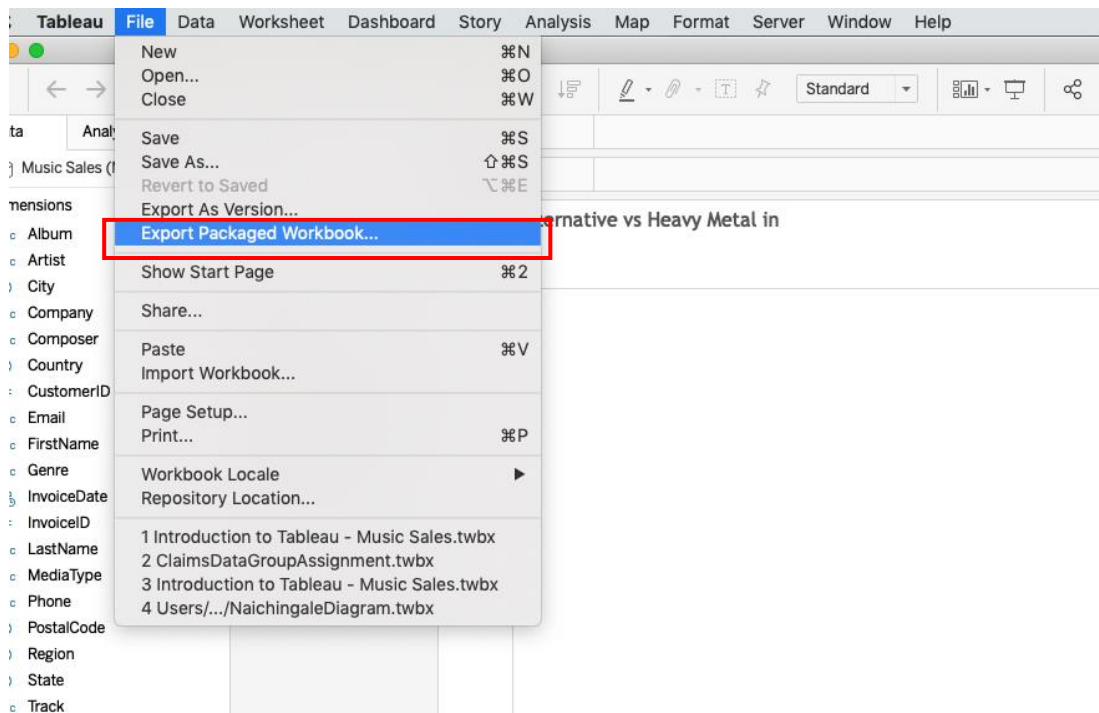 Tableau File Data Worksheet Dashboard Story Analysis Map Format Server Window Help
New ⌘N
Open... ⌘O
Close ⌘W
Standard
ta Analy
Save ⌘S
Save As... ⇧⌘S
Music Sales (
Revert to Saved ⌥⌘E
mensions
Export As Version...
ternative vs Heavy Metal in
Export Packaged Workbook...
Album
Artist
Show Start Page ⌘2
City
Company
Share...
Composer
Paste ⌘V
Country
Import Workbook...
CustomerID
Page Setup...
Email
Print... ⌘P
FirstName
Genre
Workbook Locale ▶
InvoiceDate
Repository Location...
InvoiceID
1 Introduction to Tableau - Music Sales.twbx
LastName
2 ClaimsDataGroupAssignment.twbx
MediaType
3 Introduction to Tableau - Music Sales.twbx
Phone
4 Users/.../NaichingaleDiagram.twbx
PostalCode
Region
State
Track